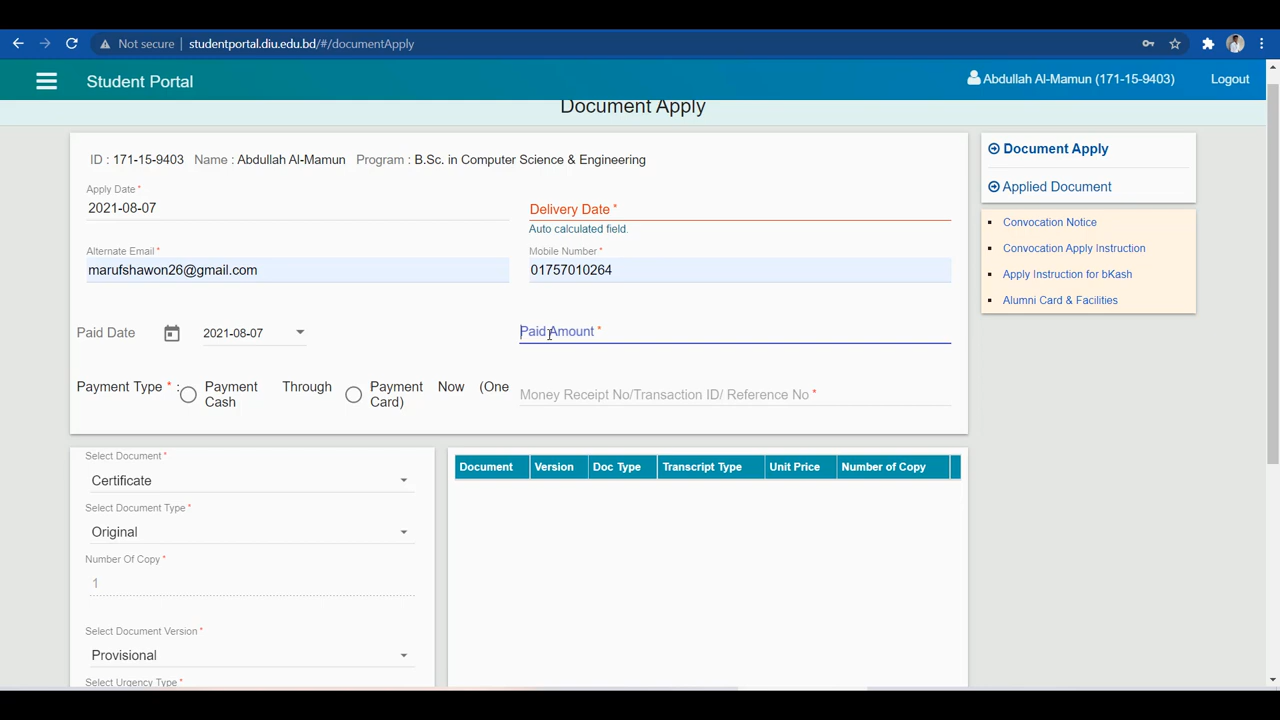 Not secure studentportal.diu.edu.bd/#/documentApply
Student Portal
Abdullah Al-Mamun (171-15-9403) Logout
Document Apply
ID : 171-15-9403 Name : Abdullah Al-Mamun Program : B.Sc. in Computer Science & Engineering
Apply Date *
2021-08-07
Delivery Date *
Auto calculated field.
Alternate Email *
marufshawon26@gmail.com
Mobile Number *
01757010264
Paid Date 2021-08-07
Paid Amount *
Payment Type * :
Payment Through
Cash
Payment Now (One
Card)
Money Receipt No/Transaction ID/ Reference No *
Document Apply
Applied Document
Convocation Notice
Convocation Apply Instruction
Apply Instruction for bKash
Alumni Card & Facilities
Select Document *
Certificate
Select Document Type *
Original
Number Of Copy *
1
Select Document Version *
Provisional
Select Urgency Type *
Document Version Doc Type Transcript Type Unit Price Number of Copy